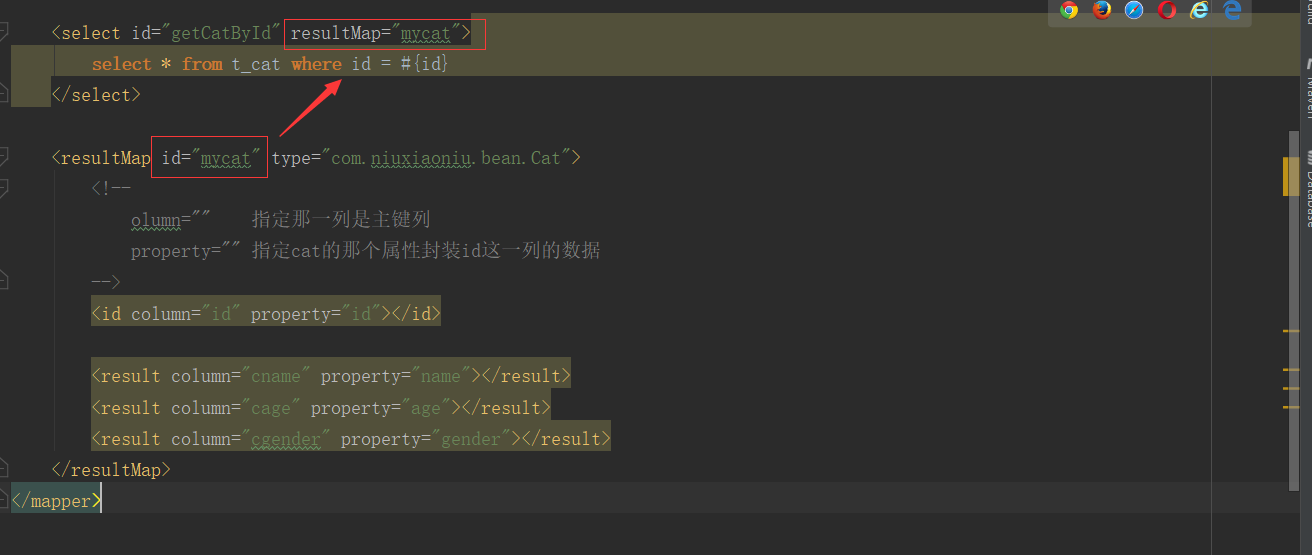 <select id="getCatById" resultMap="mycat">
select * from t_cat where id = #{id}
</select>
<resultMap id="mycat" type="com.niuxiaoniu.bean.Cat">
<!--
olumn="" 指定那一列是主键列
property="" 指定cat的那个属性封装id这一列的数据
-->
<id column="id" property="id"></id>
<result column="cname" property="name"></result>
<result column="cage" property="age"></result>
<result column="cgender" property="gender"></result>
</resultMap>
</mapper>
Maven
Database